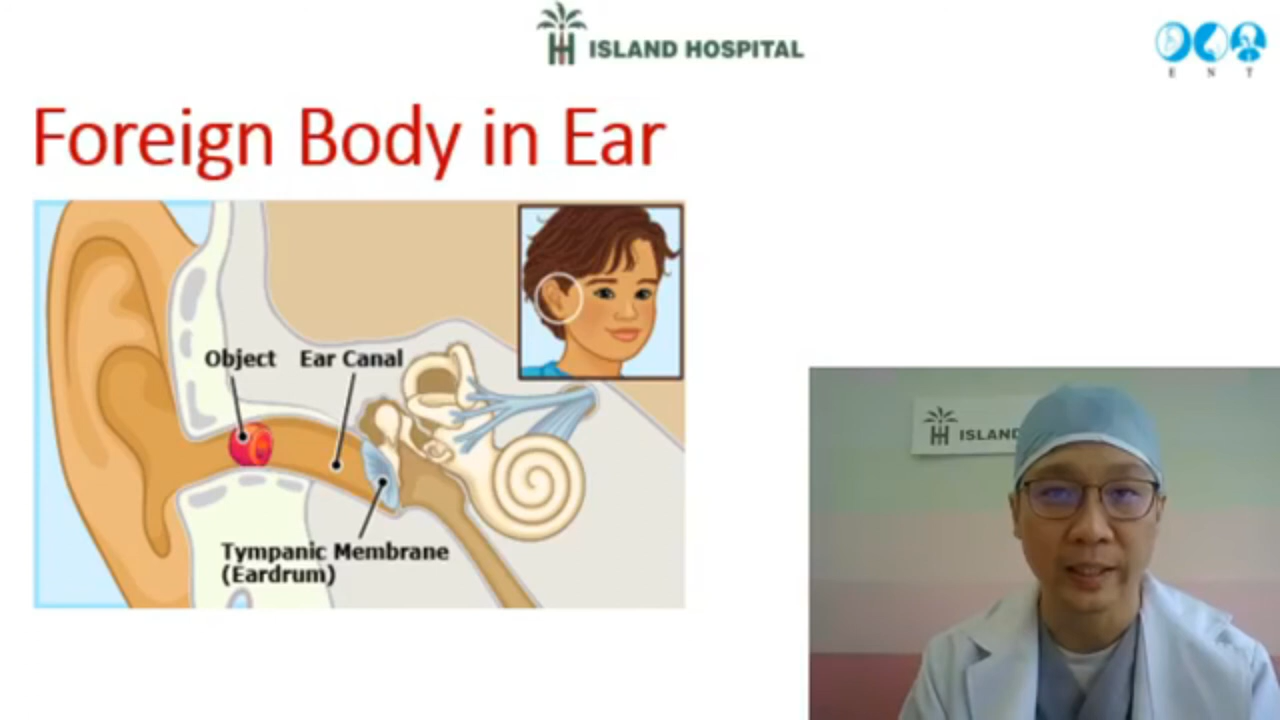 ISLAND HOSPITAL
E N T
Foreign Body in Ear
Object
Ear Canal
Tympanic Membrane
(Eardrum)
ISLAND